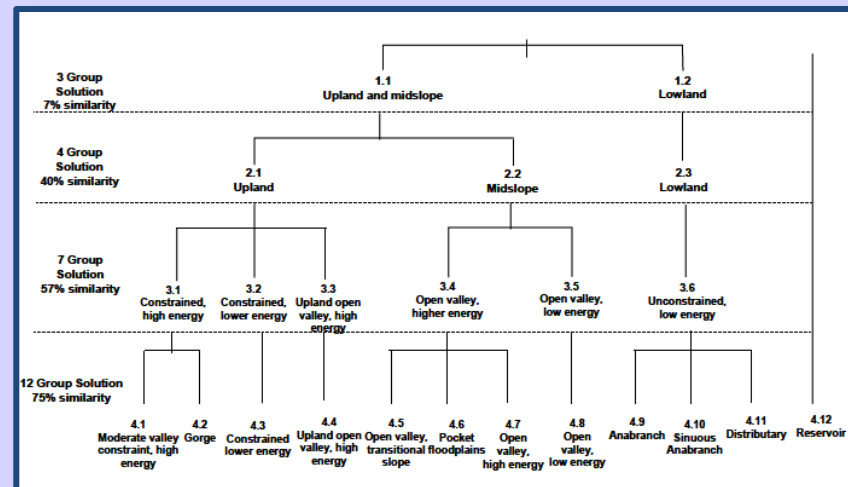 3 Group
Solution
7% similarity
1.1
Upland and midslope
1.2
Lowland
4 Group
Solution
40% similarity
2.1
Upland
2.2
Midslope
2.3
Lowland
7 Group
Solution
57% similarity
3.1
Constrained,
high energy
3.2
Constrained,
lower energy
3.3
Upland open
valley, high
energy
3.4
Open valley,
higher energy
3.5
Open valley,
low energy
3.6
Unconstrained,
low energy
12 Group Solution
75% similarity
4.1
Moderate valley
constraint, high
energy
4.2
Gorge
4.3
Constrained
lower energy
4.4
Upland open
valley, high
energy
4.5
Open valley,
transitional
slope
4.6
Pocket
floodplains
4.7
Open
valley,
high energy
4.8
Open
valley,
low energy
4.9
Anabranch
4.10
Sinuous
Anabranch
4.11
Distributary
4.12
Reservoir